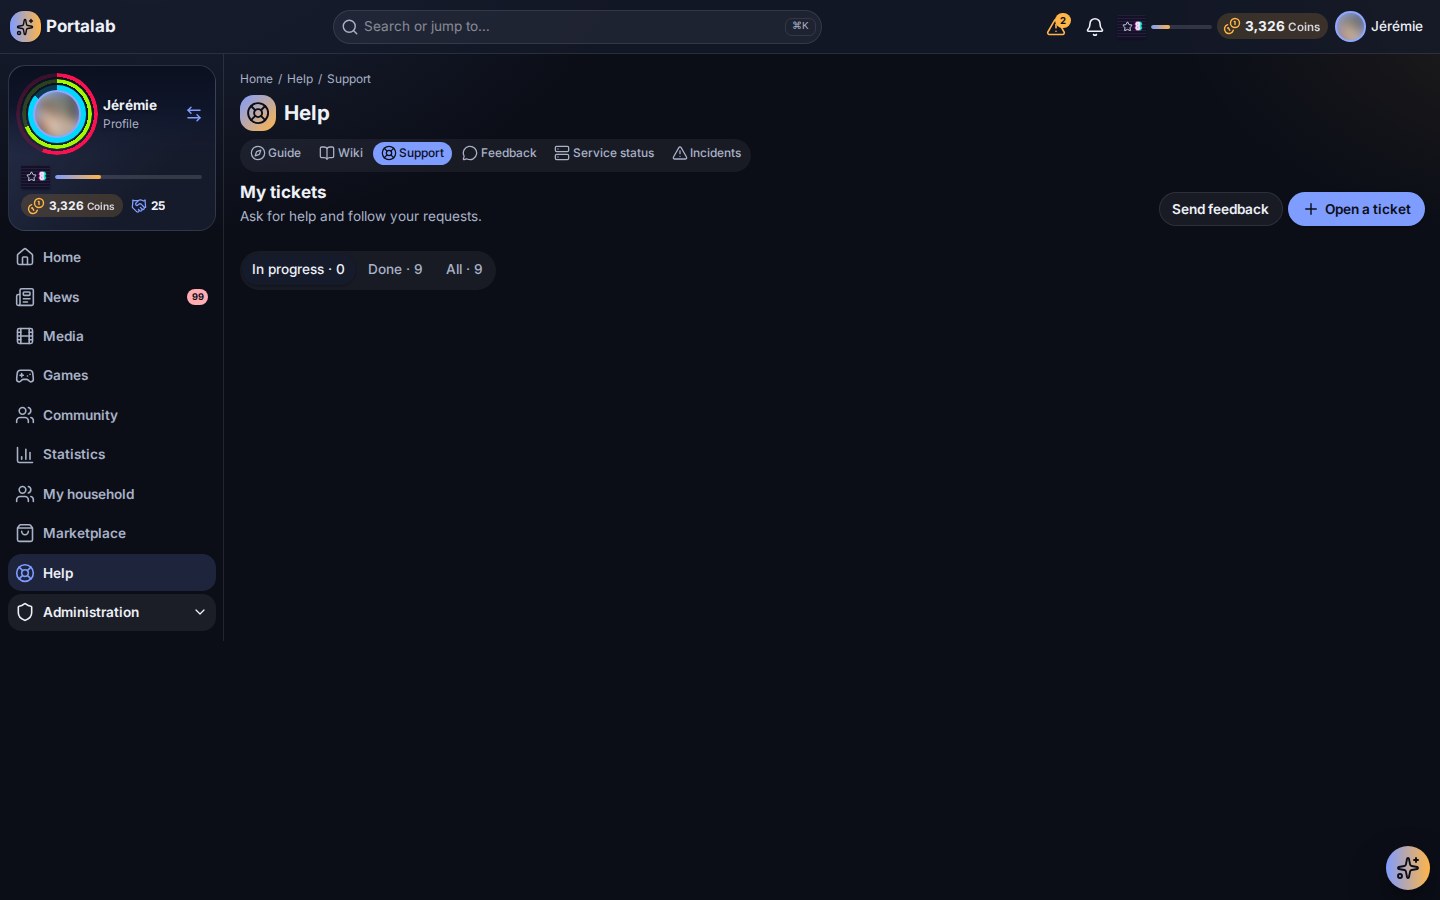 Portalab
Search or jump to...
⌘K
2
3,326 Coins
Jérémie
Jérémie
Profile
3,326 Coins
25
Home
News
99
Media
Games
Community
Statistics
My household
Marketplace
Help
Administration
Home / Help / Support
Help
Guide
Wiki
Support
Feedback
Service status
Incidents
My tickets
Ask for help and follow your requests.
Send feedback
Open a ticket
In progress · 0
Done · 9
All · 9